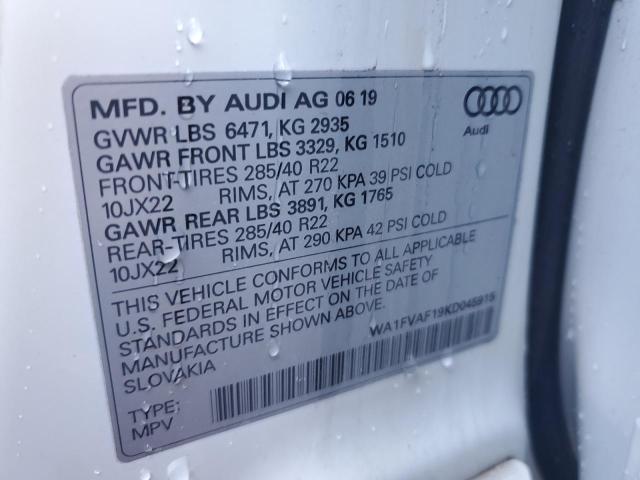 MFD. BY AUDI AG 06 19
Audi
GVWR LBS 6471, KG 2935
GAWR FRONT LBS 3329, KG 1510
FRONT-TIRES 285/40 R22
10JX22 RIMS, AT 270 KPA 39 PSI COLD
GAWR REAR LBS 3891, KG 1765
REAR-TIRES 285/40 R22
10JX22 RIMS, AT 290 KPA 42 PSI COLD
THIS VEHICLE CONFORMS TO ALL APPLICABLE
U.S. FEDERAL MOTOR VEHICLE SAFETY
STANDARDS IN EFFECT ON THE DATE OF
MANUFACTURE SHOWN ABOVE.
SLOVAKIA
WA1FVAF19KD045915
TYPE:
MPV